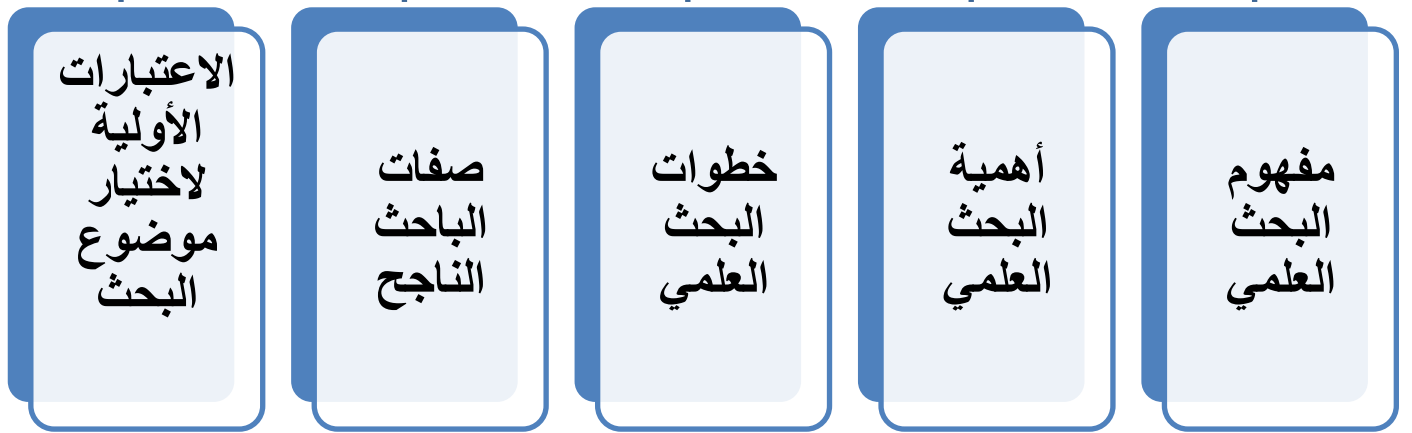 مفهوم
البحث
العلمي
أهمية
البحث
العلمي
خطوات
البحث
العلمي
صفات
الباحث
الناجح
الاعتبارات
الأولية
لاختيار
موضوع
البحث